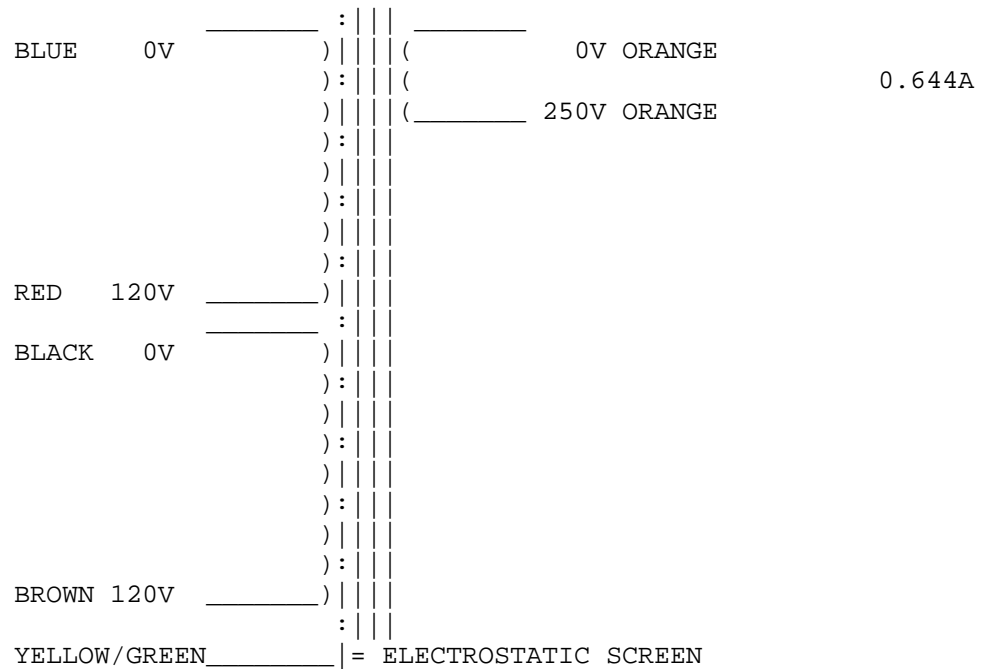 BLUE 0V 0V ORANGE
0.644A
250V ORANGE
RED 120V
BLACK 0V
BROWN 120V
YELLOW/GREEN = ELECTROSTATIC SCREEN